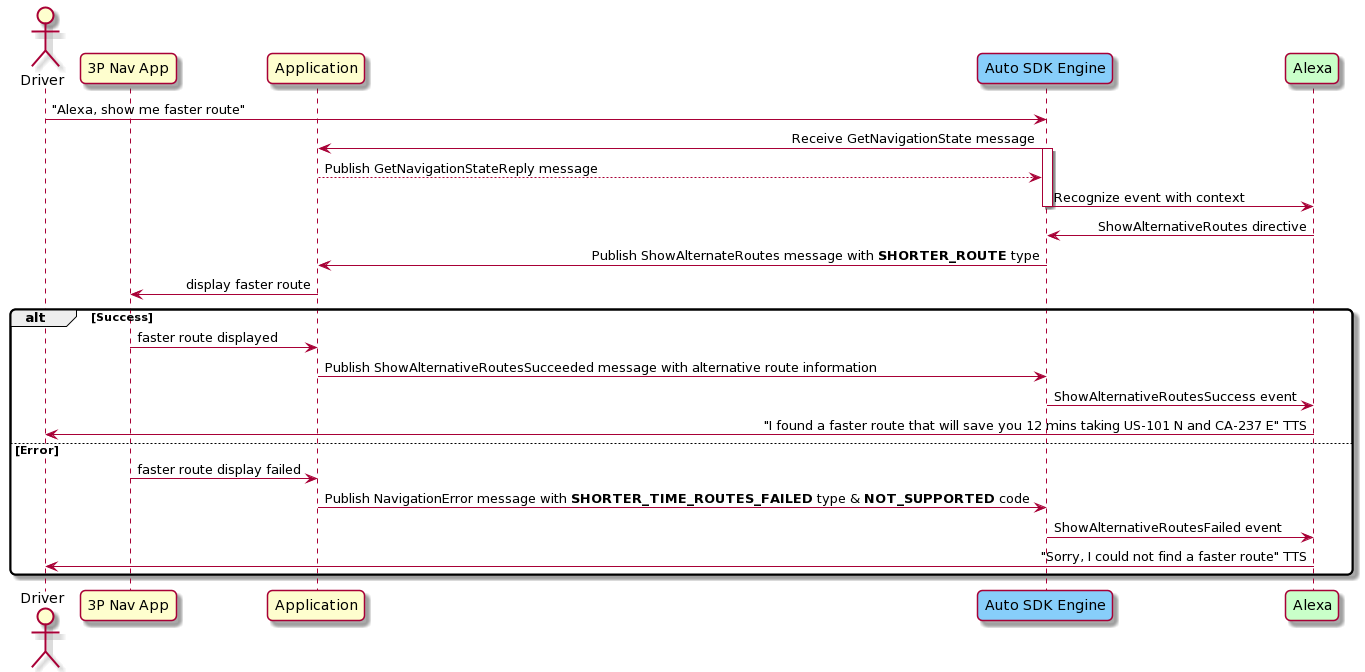 Driver
3P Nav App
Application
Auto SDK Engine
Alexa
"Alexa, show me faster route"
Receive GetNavigationState message
Publish GetNavigationStateReply message
Recognize event with context
ShowAlternativeRoutes directive
Publish ShowAlternateRoutes message with SHORTER_ROUTE type
display faster route
alt [Success]
faster route displayed
Publish ShowAlternativeRoutesSucceeded message with alternative route information
ShowAlternativeRoutesSuccess event
"I found a faster route that will save you 12 mins taking US-101 N and CA-237 E" TTS
[Error]
faster route display failed
Publish NavigationError message with SHORTER_TIME_ROUTES_FAILED type & NOT_SUPPORTED code
ShowAlternativeRoutesFailed event
"Sorry, I could not find a faster route" TTS
Driver
3P Nav App
Application
Auto SDK Engine
Alexa